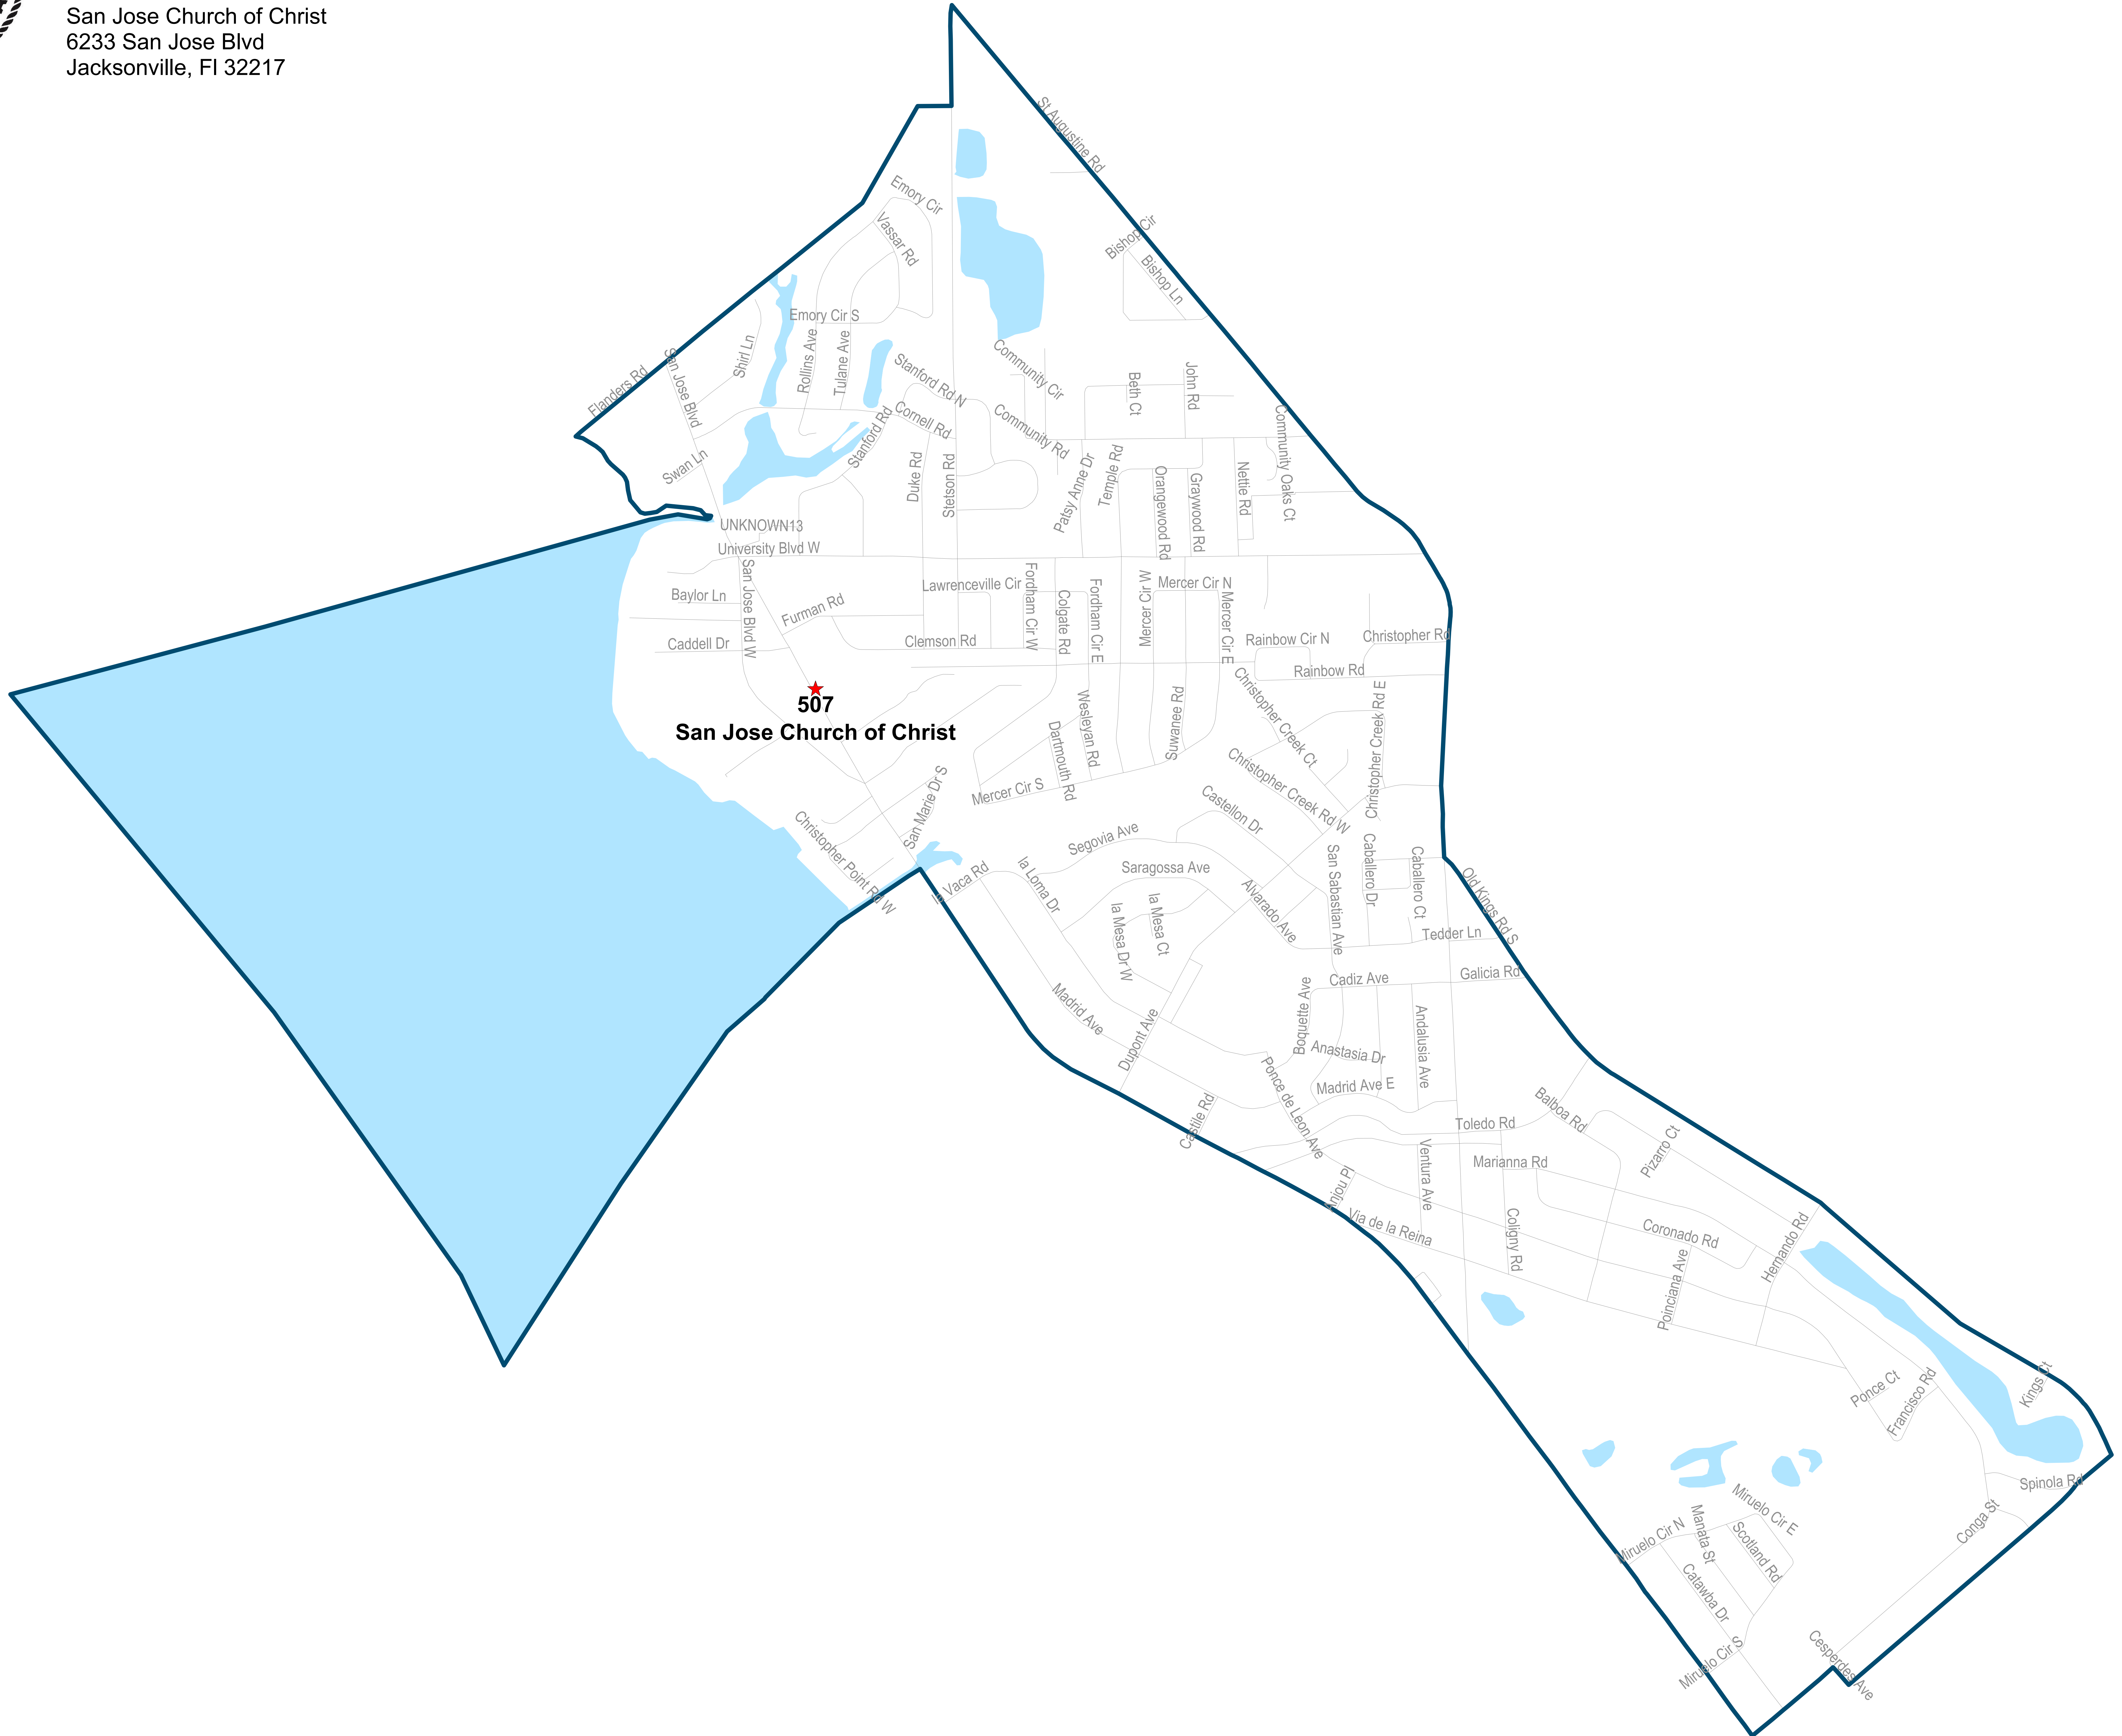 San Jose Church of Christ
6233 San Jose Blvd
Jacksonville, Fl 32217
St Augustine Rd
Emory Cir
Vassar Rd
Bishop Cir
Bishop Ln
Emory Cir S
Shirl Ln
Rollins Ave
Tulane Ave
Flanders Rd
San Jose Blvd
Stanford Rd N
Community Cir
Beth Ct
John Rd
Cornell Rd
Community Rd
Community Oaks Ct
Stanford Rd
Swan Ln
Duke Rd
Stetson Rd
Patsy Anne Dr
Temple Rd
Orangewood Rd
Graywood Rd
Nettie Rd
UNKNOWN13
University Blvd W
San Jose Blvd W
Baylor Ln
Furman Rd
Lawrenceville Cir
Fordham Cir W
Colgate Rd
Fordham Cir E
Mercer Cir W
Mercer Cir N
Mercer Cir E
Caddell Dr
Clemson Rd
Rainbow Cir N
Christopher Rd
Rainbow Rd
507
San Jose Church of Christ
Wesleyan Rd
Dartmouth Rd
Suwanee Rd
Christopher Creek Ct
Christopher Creek Rd E
Christopher Creek Rd W
Mercer Cir S
San Marie Dr S
Christopher Point Rd W
Castellon Dr
Segovia Ave
Saragossa Ave
la Vaca Rd
la Loma Dr
la Mesa Dr W
la Mesa Ct
Alvarado Ave
San Sabastian Ave
Caballero Dr
Caballero Ct
Old Kings Rd S
Tedder Ln
Cadiz Ave
Galicia Rd
Madrid Ave
Dupont Ave
Boquette Ave
Anastasia Dr
Andalusia Ave
Madrid Ave E
Ponce de Leon Ave
Castile Rd
Toledo Rd
Balboa Rd
Pizarro Ct
Marianna Rd
Ventura Ave
Anjou Pl
Via de la Reina
Coligny Rd
Coronado Rd
Hernando Rd
Poinciana Ave
Ponce Ct
Francisco Rd
Kings Ct
Spinola Rd
Conga St
Miruelo Cir E
Miruelo Cir N
Manata St
Scotland Rd
Catawba Dr
Miruelo Cir S
Cesperdes Ave